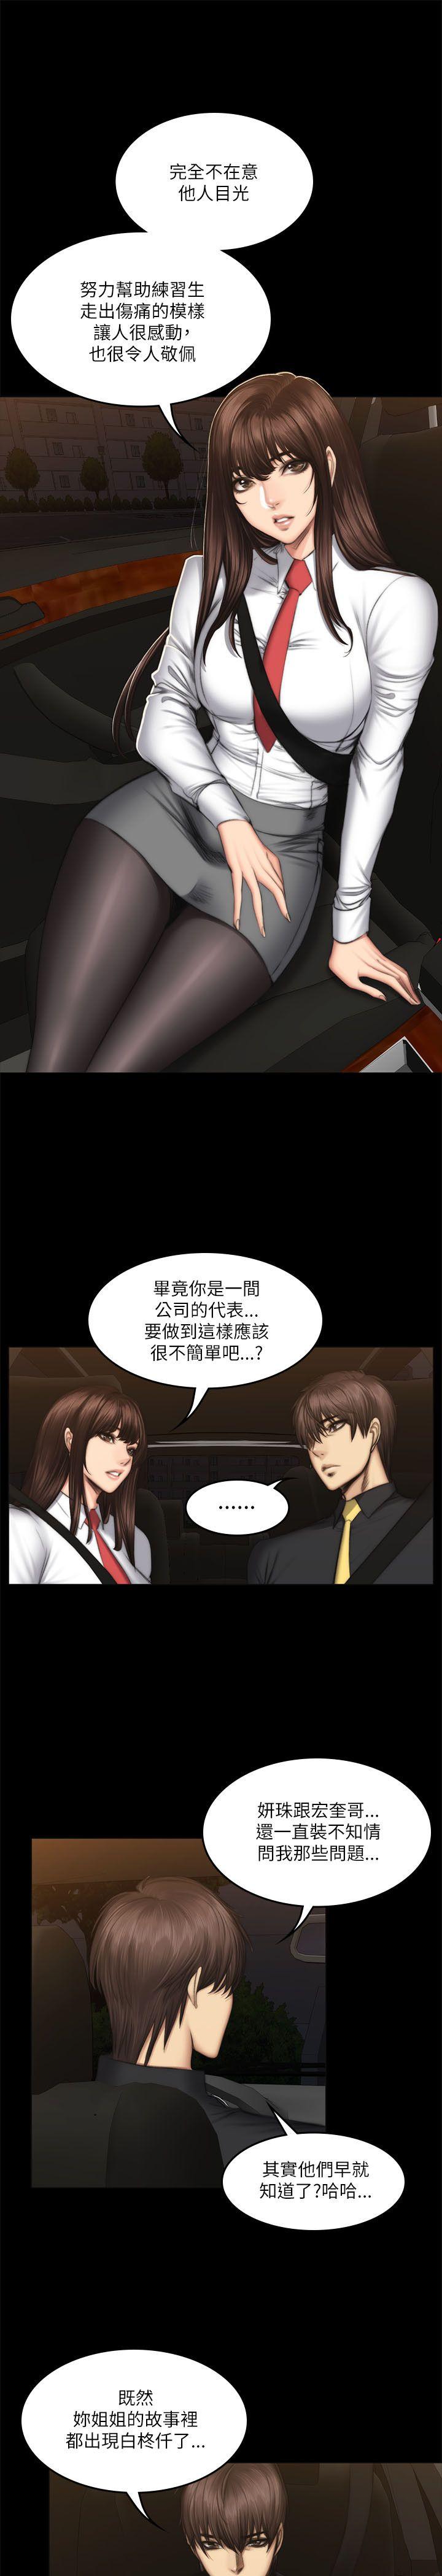 完全不在意
他人目光
努力幫助練習生
走出傷痛的模樣
讓人很感動,
也很令人敬佩
畢竟你是一間
公司的代表...
要做到這樣應該
很不簡單吧...?
......
妍珠跟宏奎哥...
還一直裝不知情
問我那些問題...
其實他們早就
知道了?哈哈...
既然
妳姐姐的故事裡
都出現白柊仟了...